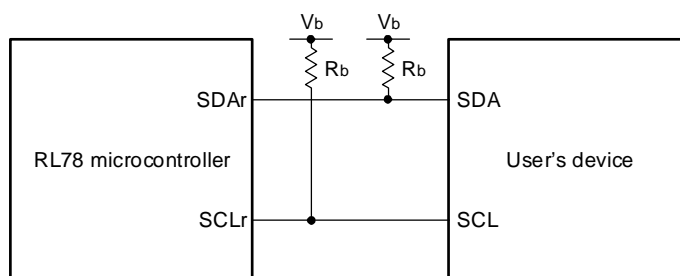 Vb Vb
Rb Rb
SDAr SDA
RL78 microcontroller User's device
SCLr SCL